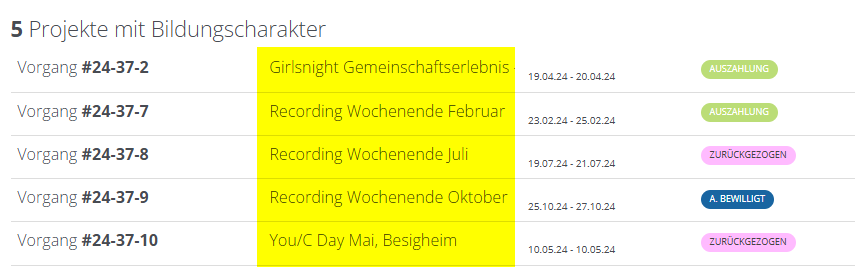 5 Projekte mit Bildungscharakter
Vorgang #24-37-2 Girlsnight Gemeinschaftserlebnis 19.04.24 - 20.04.24 AUSZAHLUNG
Vorgang #24-37-7 Recording Wochenende Februar 23.02.24 - 25.02.24 AUSZAHLUNG
Vorgang #24-37-8 Recording Wochenende Juli 19.07.24 - 21.07.24 ZURÜCKGEZOGEN
Vorgang #24-37-9 Recording Wochenende Oktober 25.10.24 - 27.10.24 A. BEWILLIGT
Vorgang #24-37-10 You/C Day Mai, Besigheim 10.05.24 - 10.05.24 ZURÜCKGEZOGEN